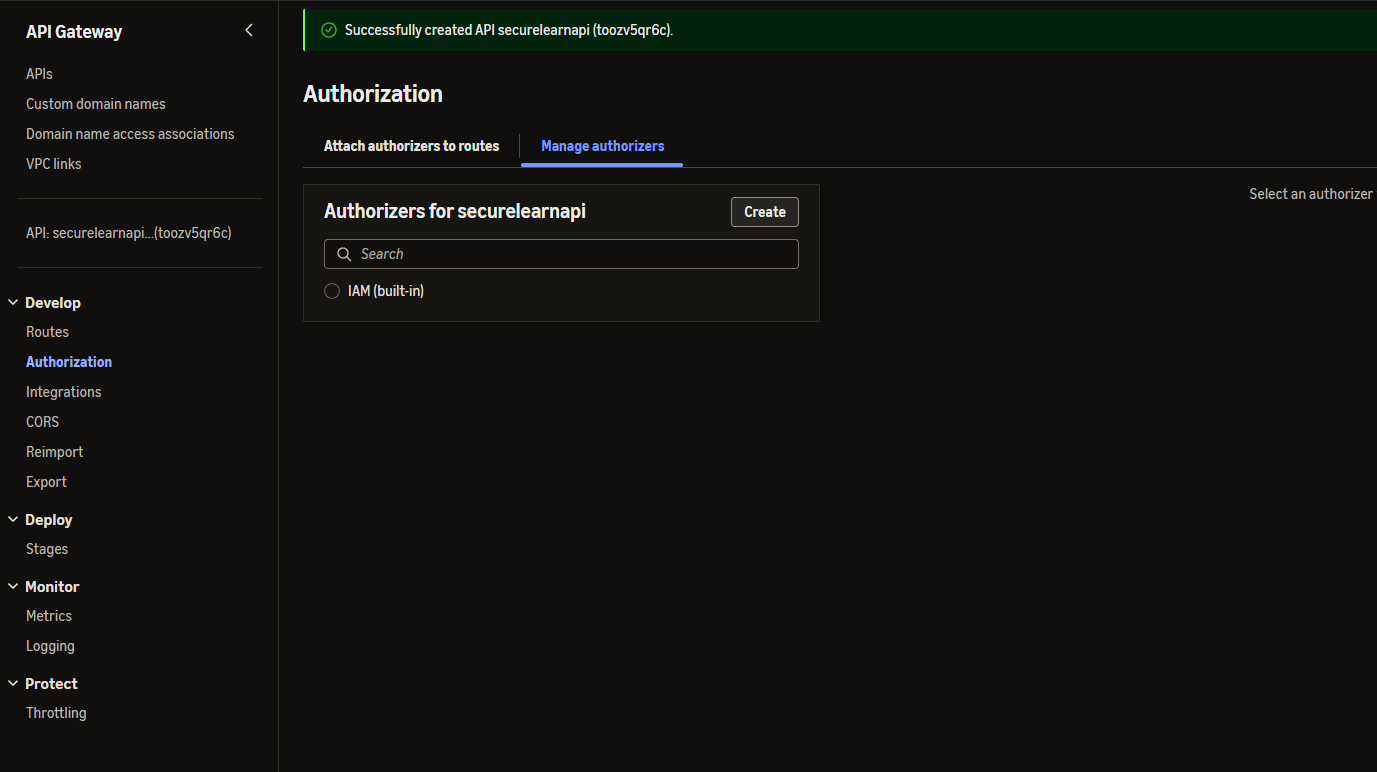 API Gateway
APIs
Custom domain names
Domain name access associations
VPC links
API: securelearnapi...(toozv5qr6c)
Develop
Routes
Authorization
Integrations
CORS
Reimport
Export
Deploy
Stages
Monitor
Metrics
Logging
Protect
Throttling
Successfully created API securelearnapi (toozv5qr6c).
Authorization
Attach authorizers to routes
Manage authorizers
Authorizers for securelearnapi
Create
Search
IAM (built-in)
Select an authorizer